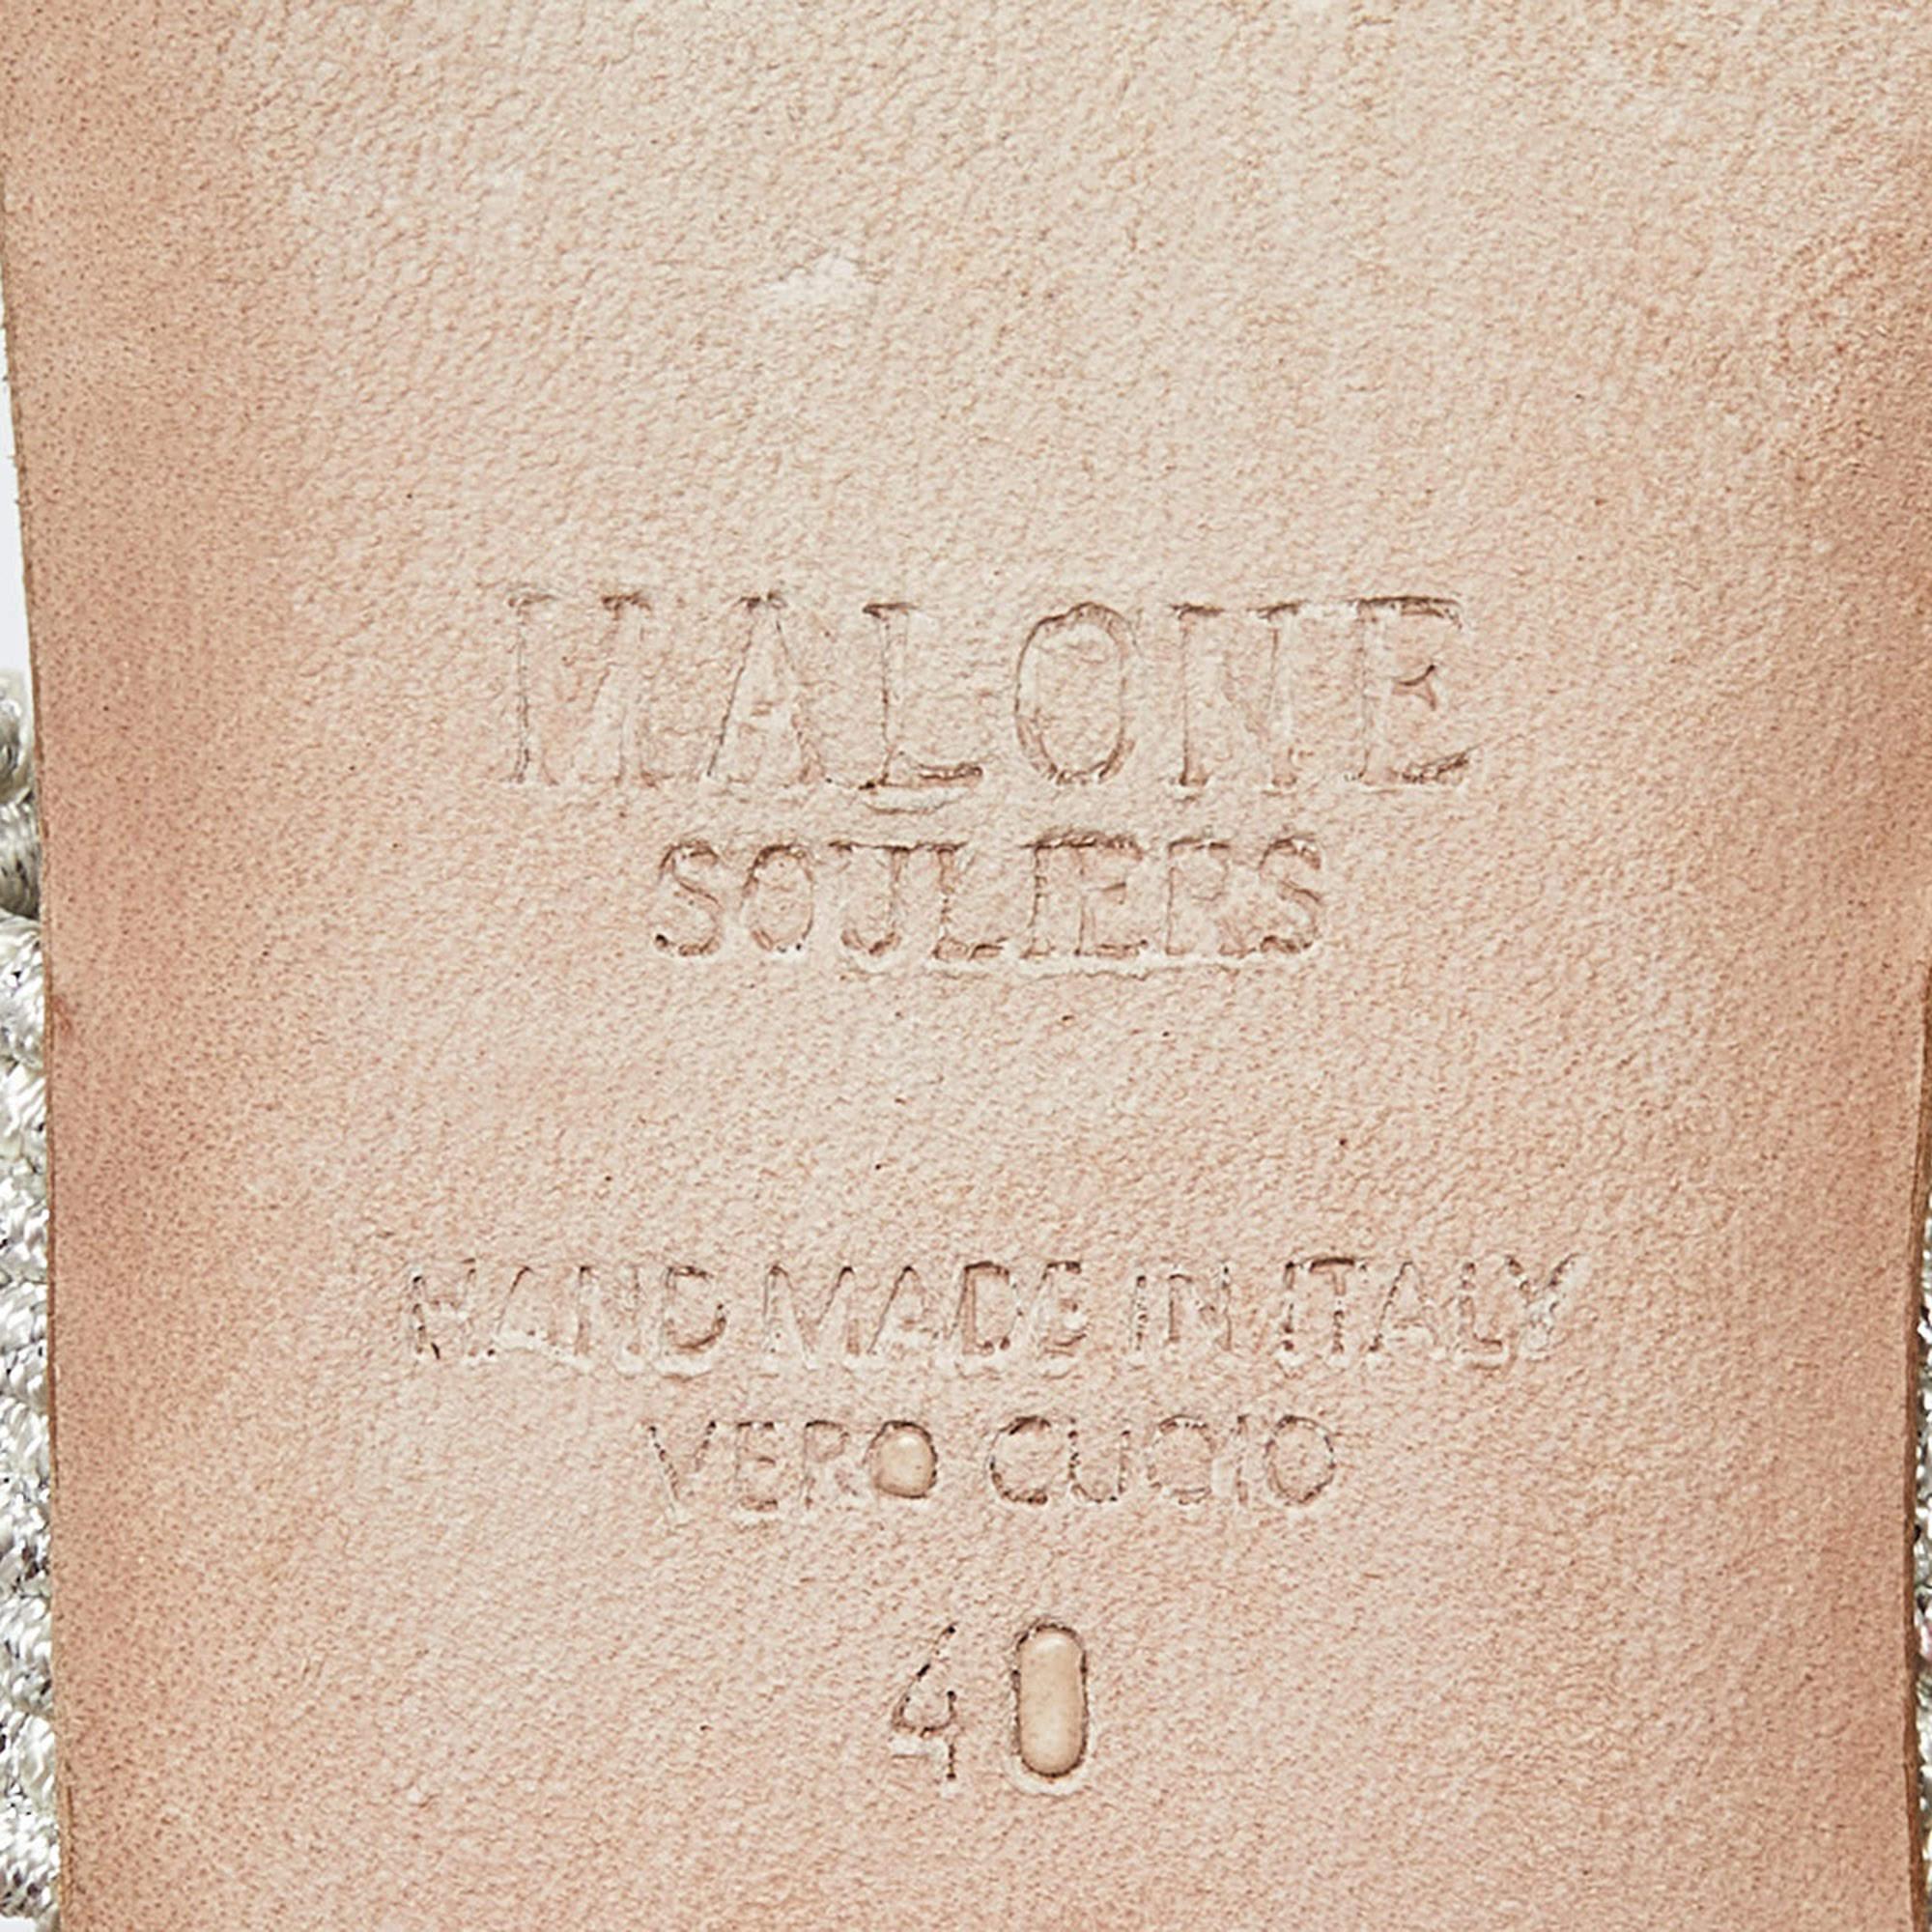 MALONE
SOULIERS
HAND MADE IN ITALY
VERO CUOIO
40